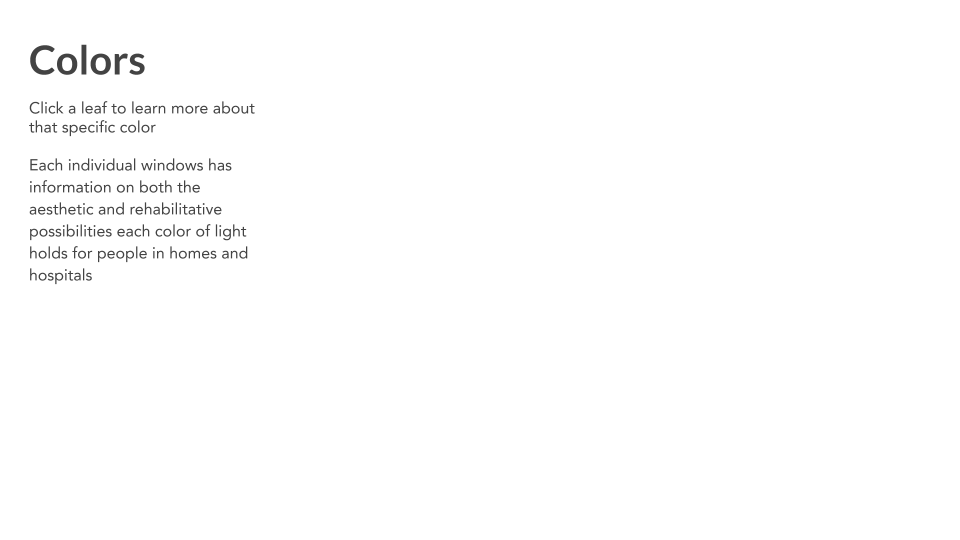 Colors
Click a leaf to learn more about
that specific color
Each individual windows has
information on both the
aesthetic and rehabilitative
possibilities each color of light
holds for people in homes and
hospitals